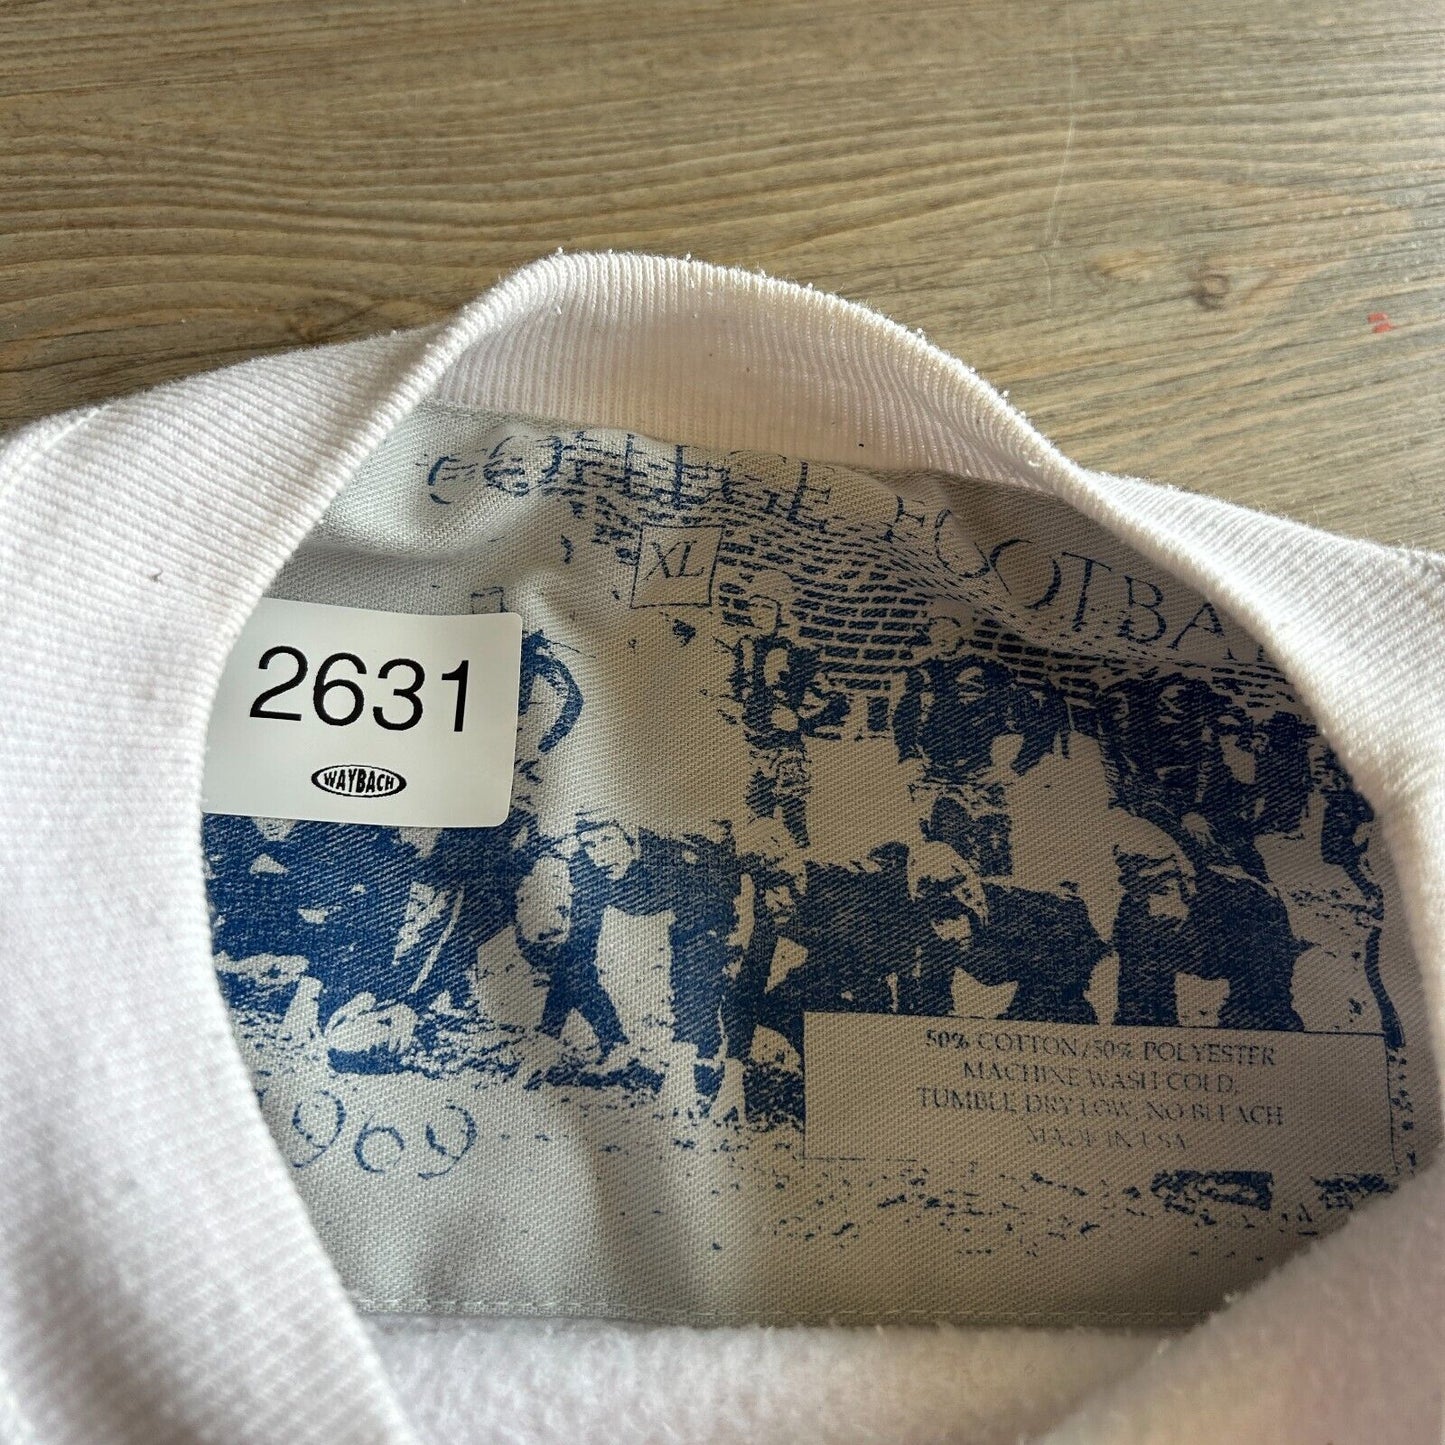 COLLEGE FOOTBA
XL
2631
WAYBACH
50% COTTON/50% POLYESTER
MACHINE WASH COLD,
TUMBLE DRY LOW, NO BLEACH
MADE IN USA
1969